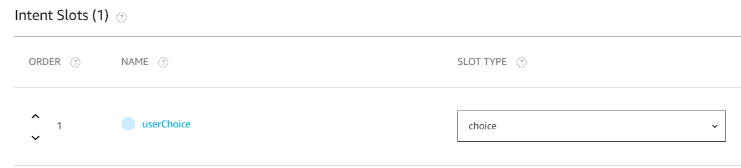 Intent Slots (1) ?
ORDER ? NAME ? SLOT TYPE ?
1 userChoice choice